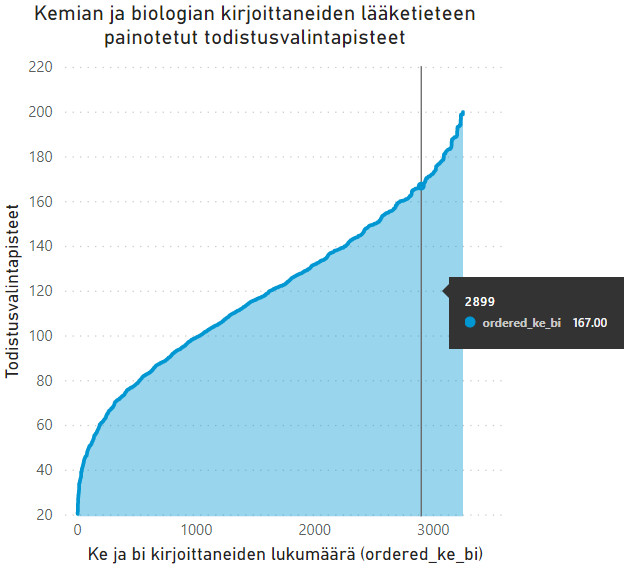 Kemian ja biologian kirjoittaneiden lääketieteen
painotetut todistusvalintapisteet
220
200
180
160
140
120
100
80
60
40
20
Todistusvalintapisteet
2899
ordered_ke_bi 167.00
0 1000 2000 3000
Ke ja bi kirjoittaneiden lukumäärä (ordered_ke_bi)